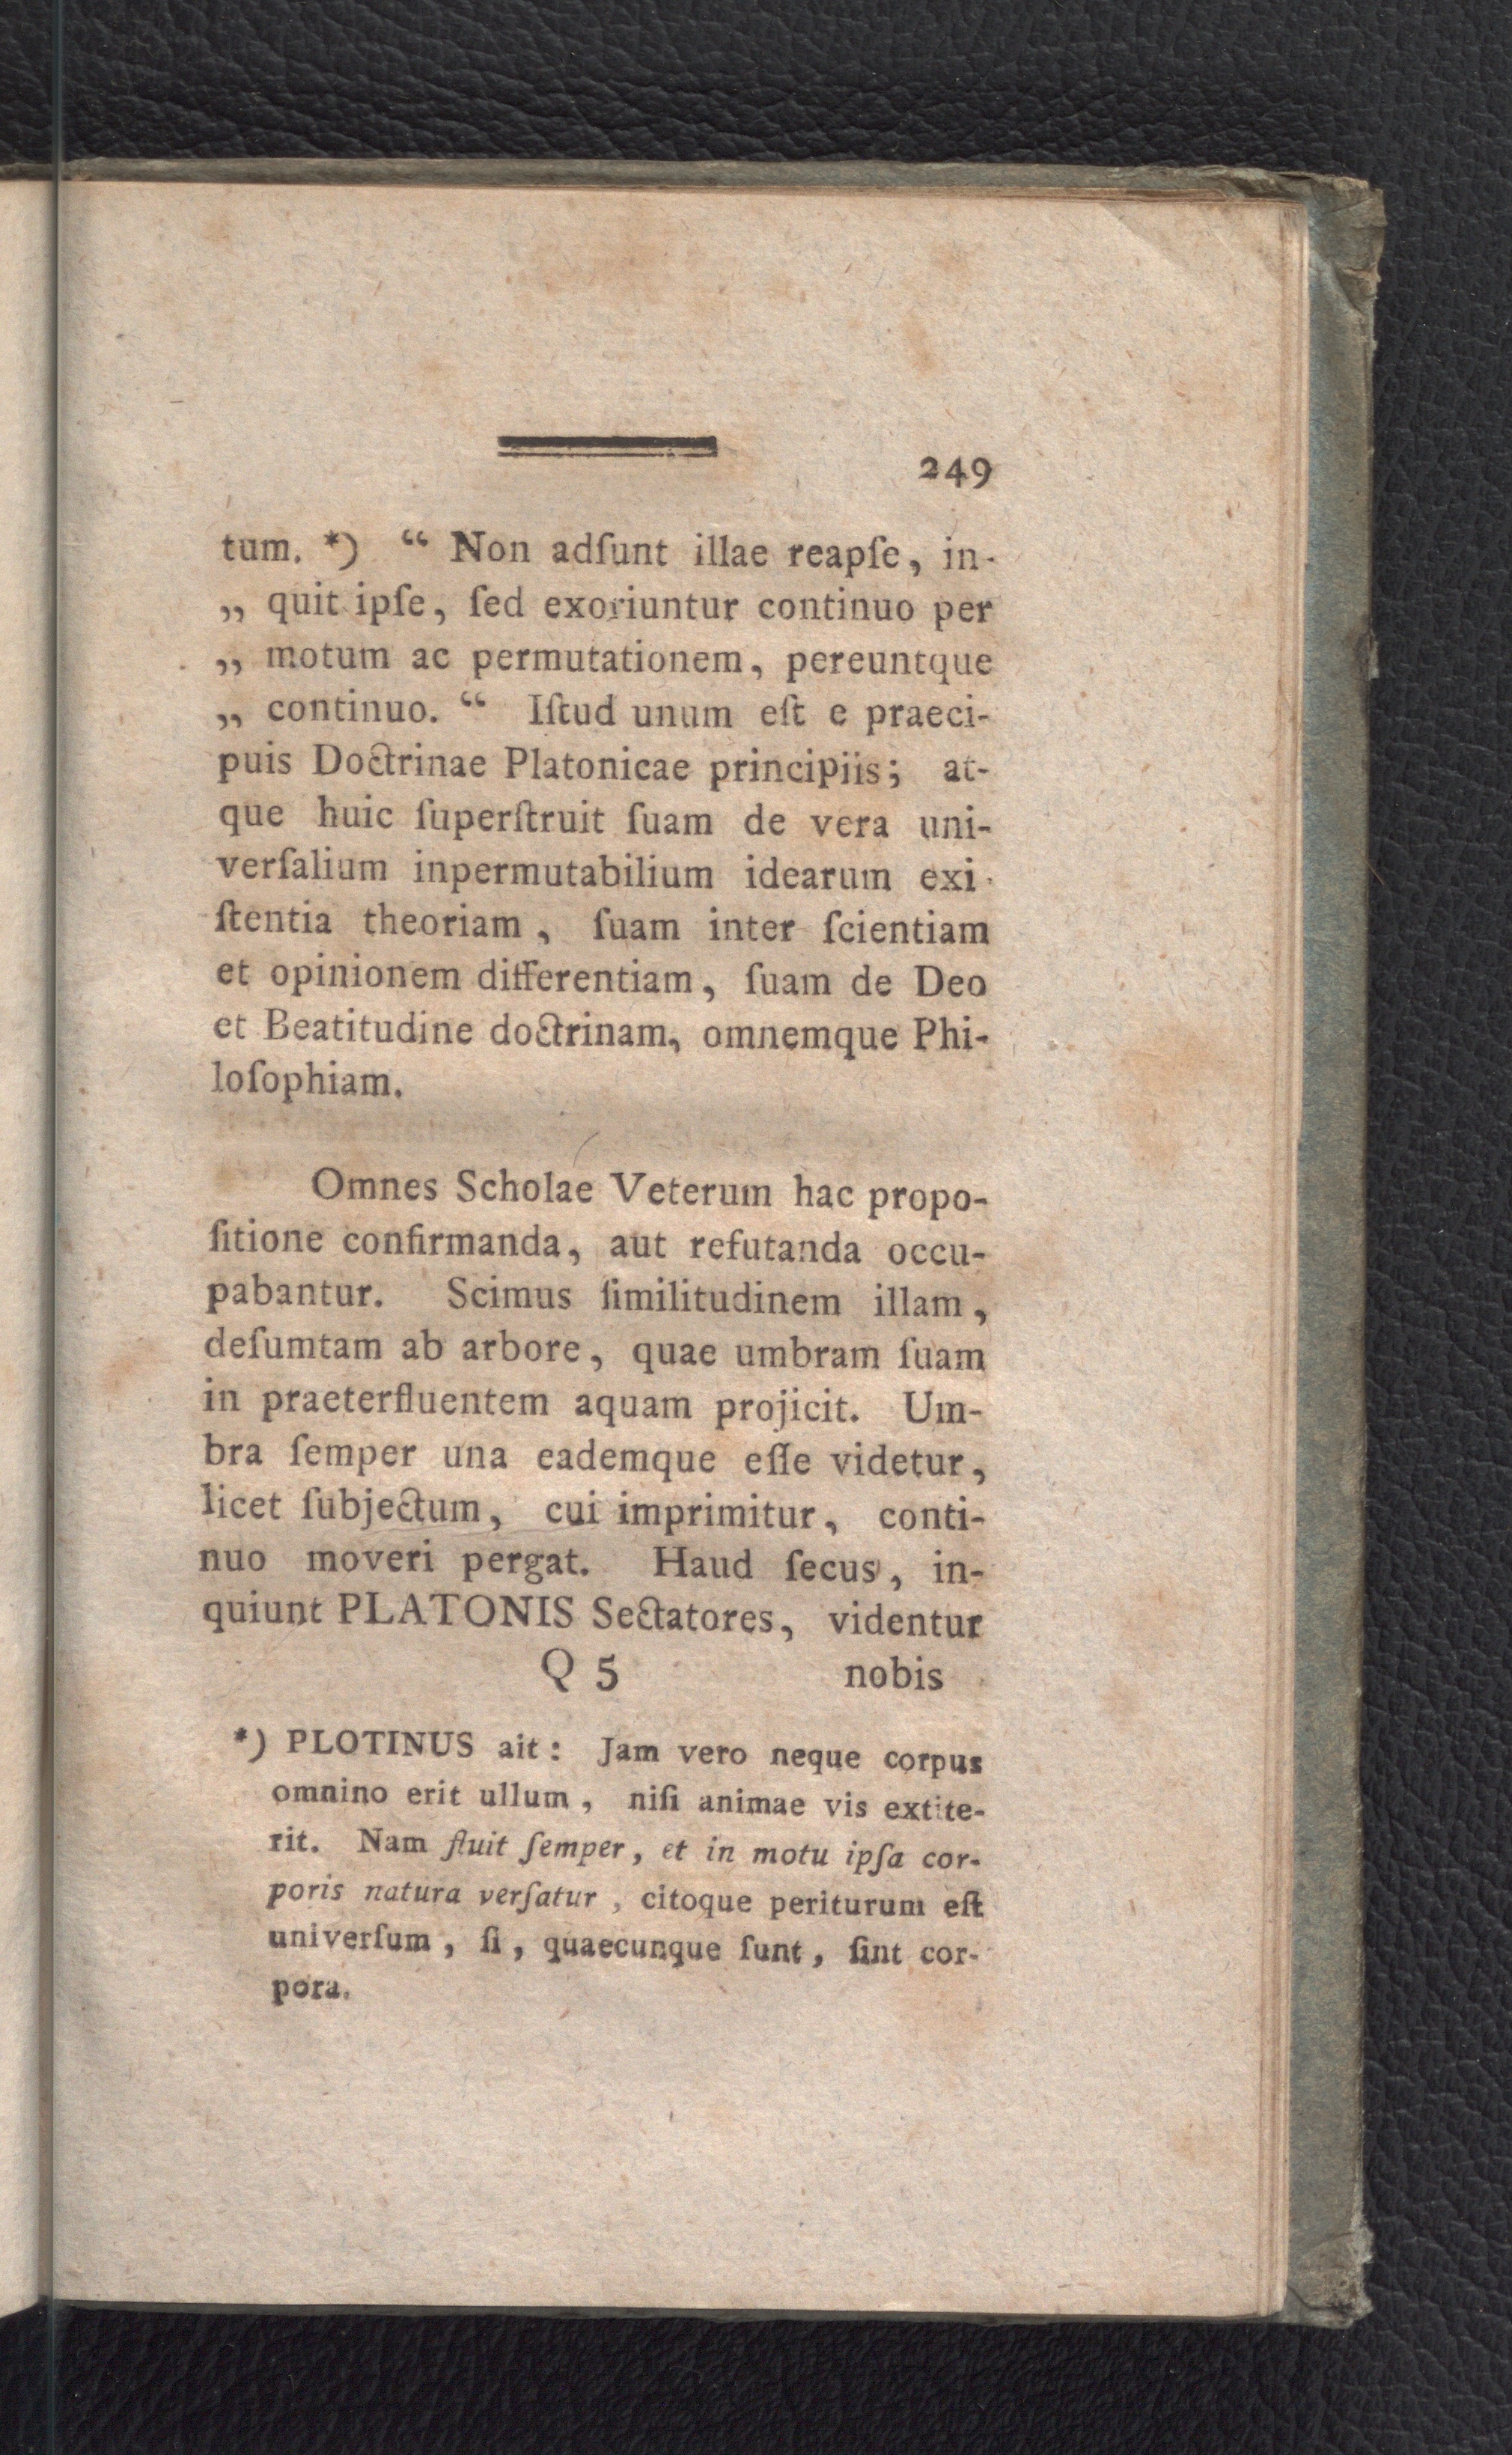 249
tum. *) “ Non adſunt illae reapſe, in-
„ quit ipſe, ſed exoriuntur continuo per
„ motum ac permutationem, pereuntque
„ continuo. “ Iſtud unum eſt e praeci-
puis Doctrinae Platonicae principiis; at-
que huic ſuperſtruit ſuam de vera uni-
verſalium inpermutabilium idearum exi-
ſtentia theoriam, ſuam inter ſcientiam
et opinionem differentiam, ſuam de Deo
et Beatitudine doctrinam, omnemque Phi-
loſophiam.
Omnes Scholae Veterum hac propo-
ſitione confirmanda, aut refutanda occu-
pabantur. Scimus ſimilitudinem illam,
deſumtam ab arbore, quae umbram ſuam
in praeterfluentem aquam projicit. Um-
bra ſemper una eademque eſſe videtur,
licet ſubjectum, cui imprimitur, conti-
nuo moveri pergat. Haud ſecus, in-
quiunt PLATONIS Sectatores, videntur
Q 5 nobis
*) PLOTINUS ait: Jam vero neque corpus
omnino erit ullum, niſi animae vis extite-
rit. Nam fluit ſemper, et in motu ipſa cor-
poris natura verſatur, citoque periturum eſt
univerſum, ſi, quaecunque ſunt, ſint cor-
pora.